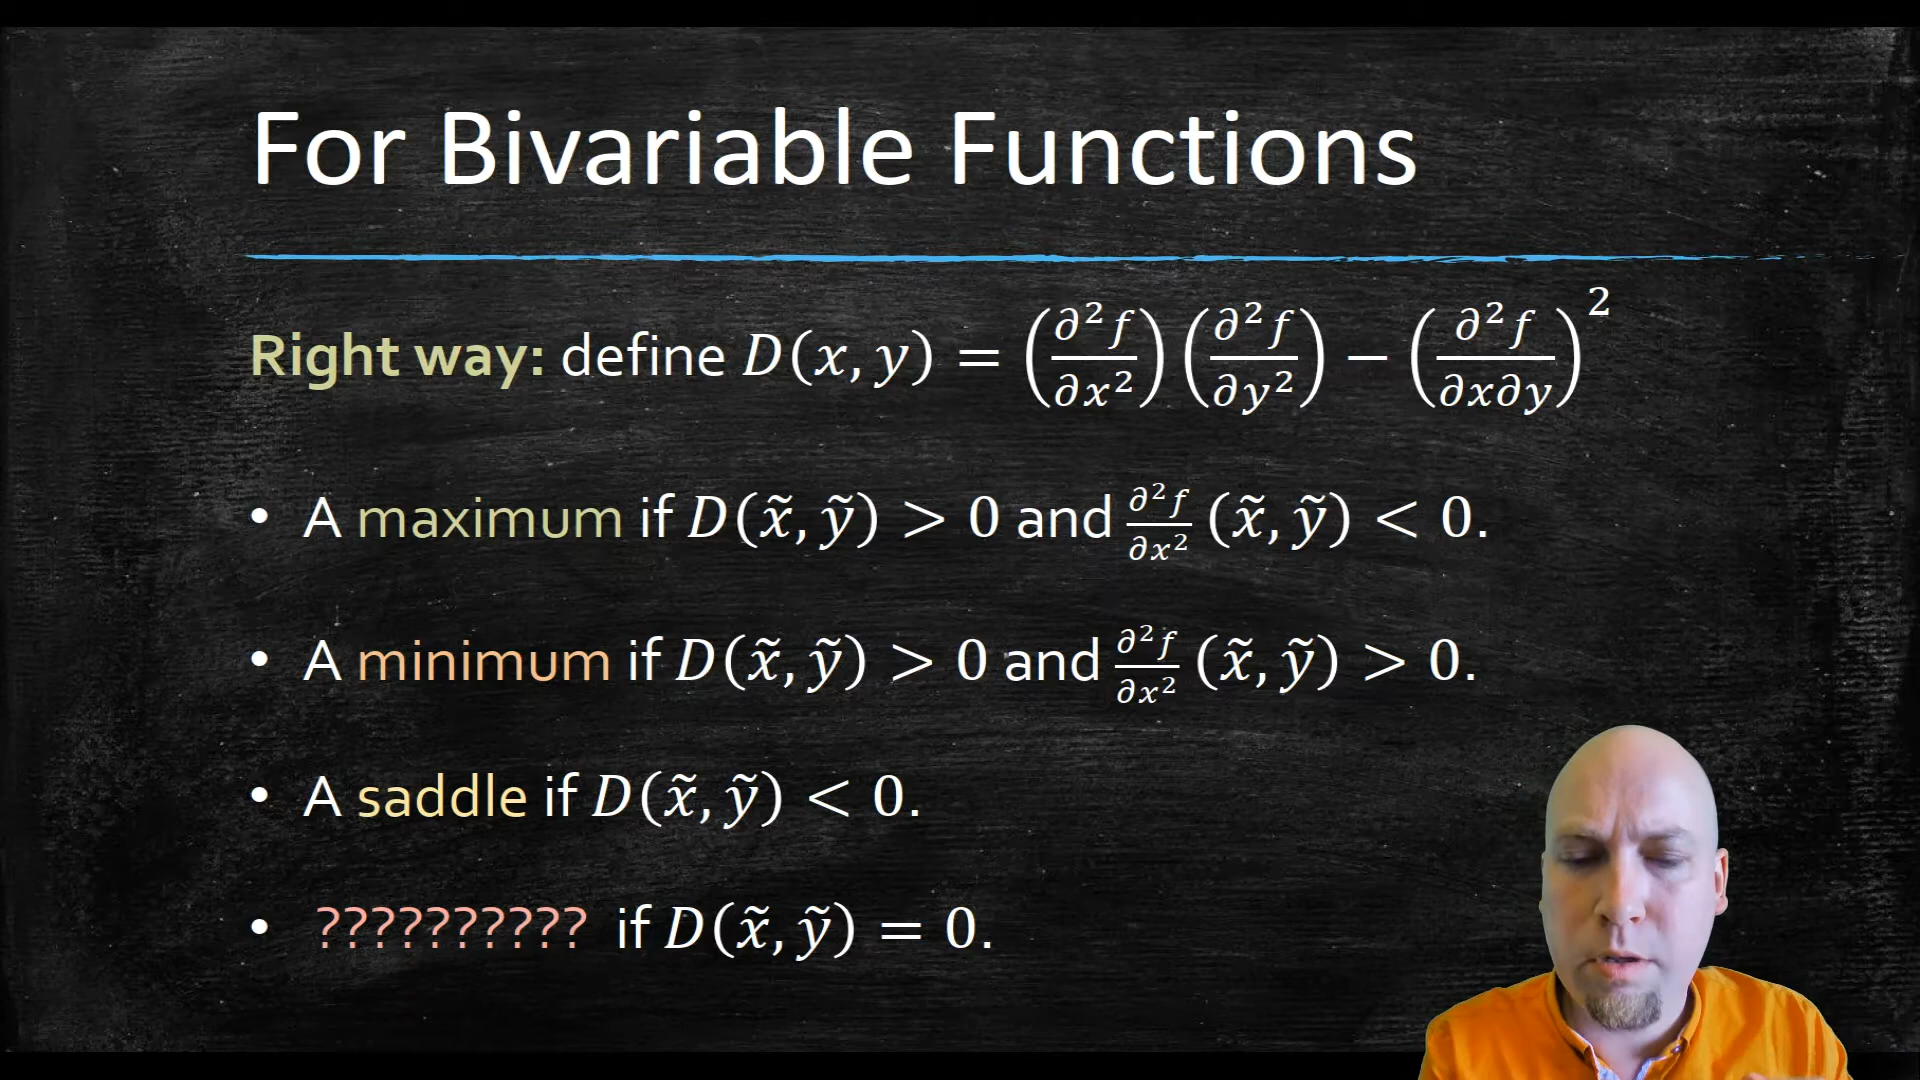 For Bivariable Functions
Right way: define D(x, y) = (∂²f/∂x²)(∂²f/∂y²) − (∂²f/∂x∂y)²
• A maximum if D(x̃, ỹ) > 0 and ∂²f/∂x² (x̃, ỹ) < 0.
• A minimum if D(x̃, ỹ) > 0 and ∂²f/∂x² (x̃, ỹ) > 0.
• A saddle if D(x̃, ỹ) < 0.
• ?????????? if D(x̃, ỹ) = 0.